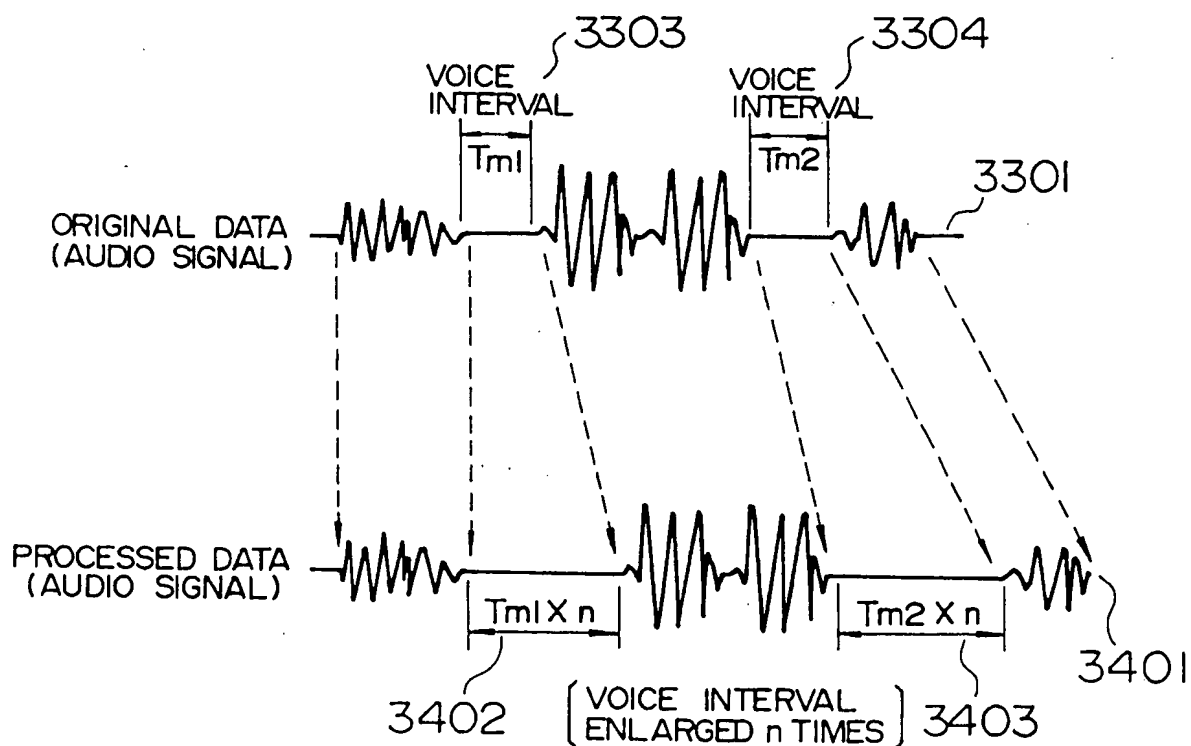 3303
3304
VOICE
INTERVAL
VOICE
INTERVAL
Tm1
Tm2
3301
ORIGINAL DATA
(AUDIO SIGNAL)
PROCESSED DATA
(AUDIO SIGNAL)
Tm1 X n
Tm2 X n
3401
3402
[VOICE INTERVAL
ENLARGED n TIMES]
3403